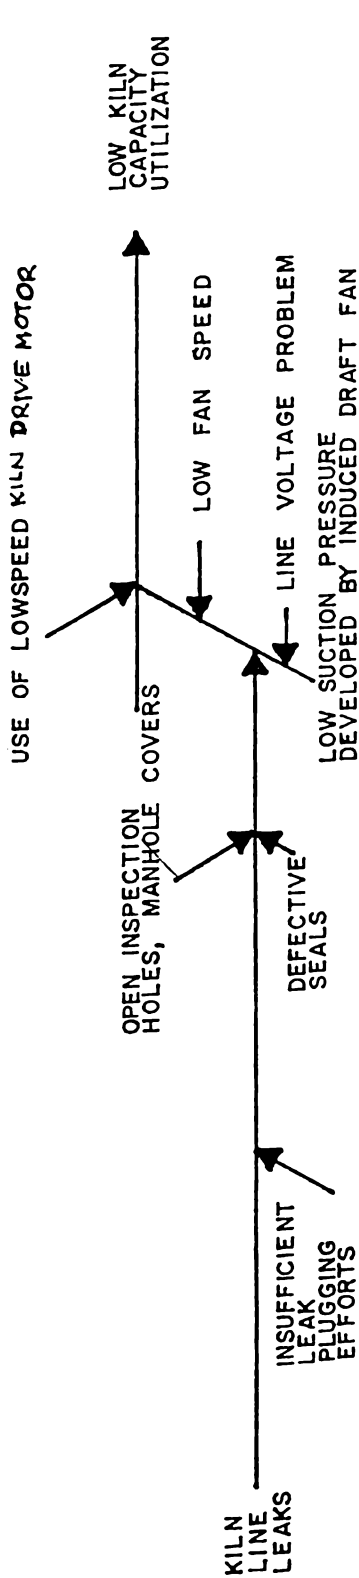 USE OF LOWSPEED KILN DRIVE MOTOR
LOW KILN
CAPACITY
UTILIZATION
OPEN INSPECTION
HOLES, MANHOLE COVERS
LOW FAN SPEED
LINE VOLTAGE PROBLEM
LOW SUCTION PRESSURE
DEVELOPED BY INDUCED DRAFT FAN
DEFECTIVE
SEALS
INSUFFICIENT
LEAK
PLUGGING
EFFORTS
KILN
LINE
LEAKS